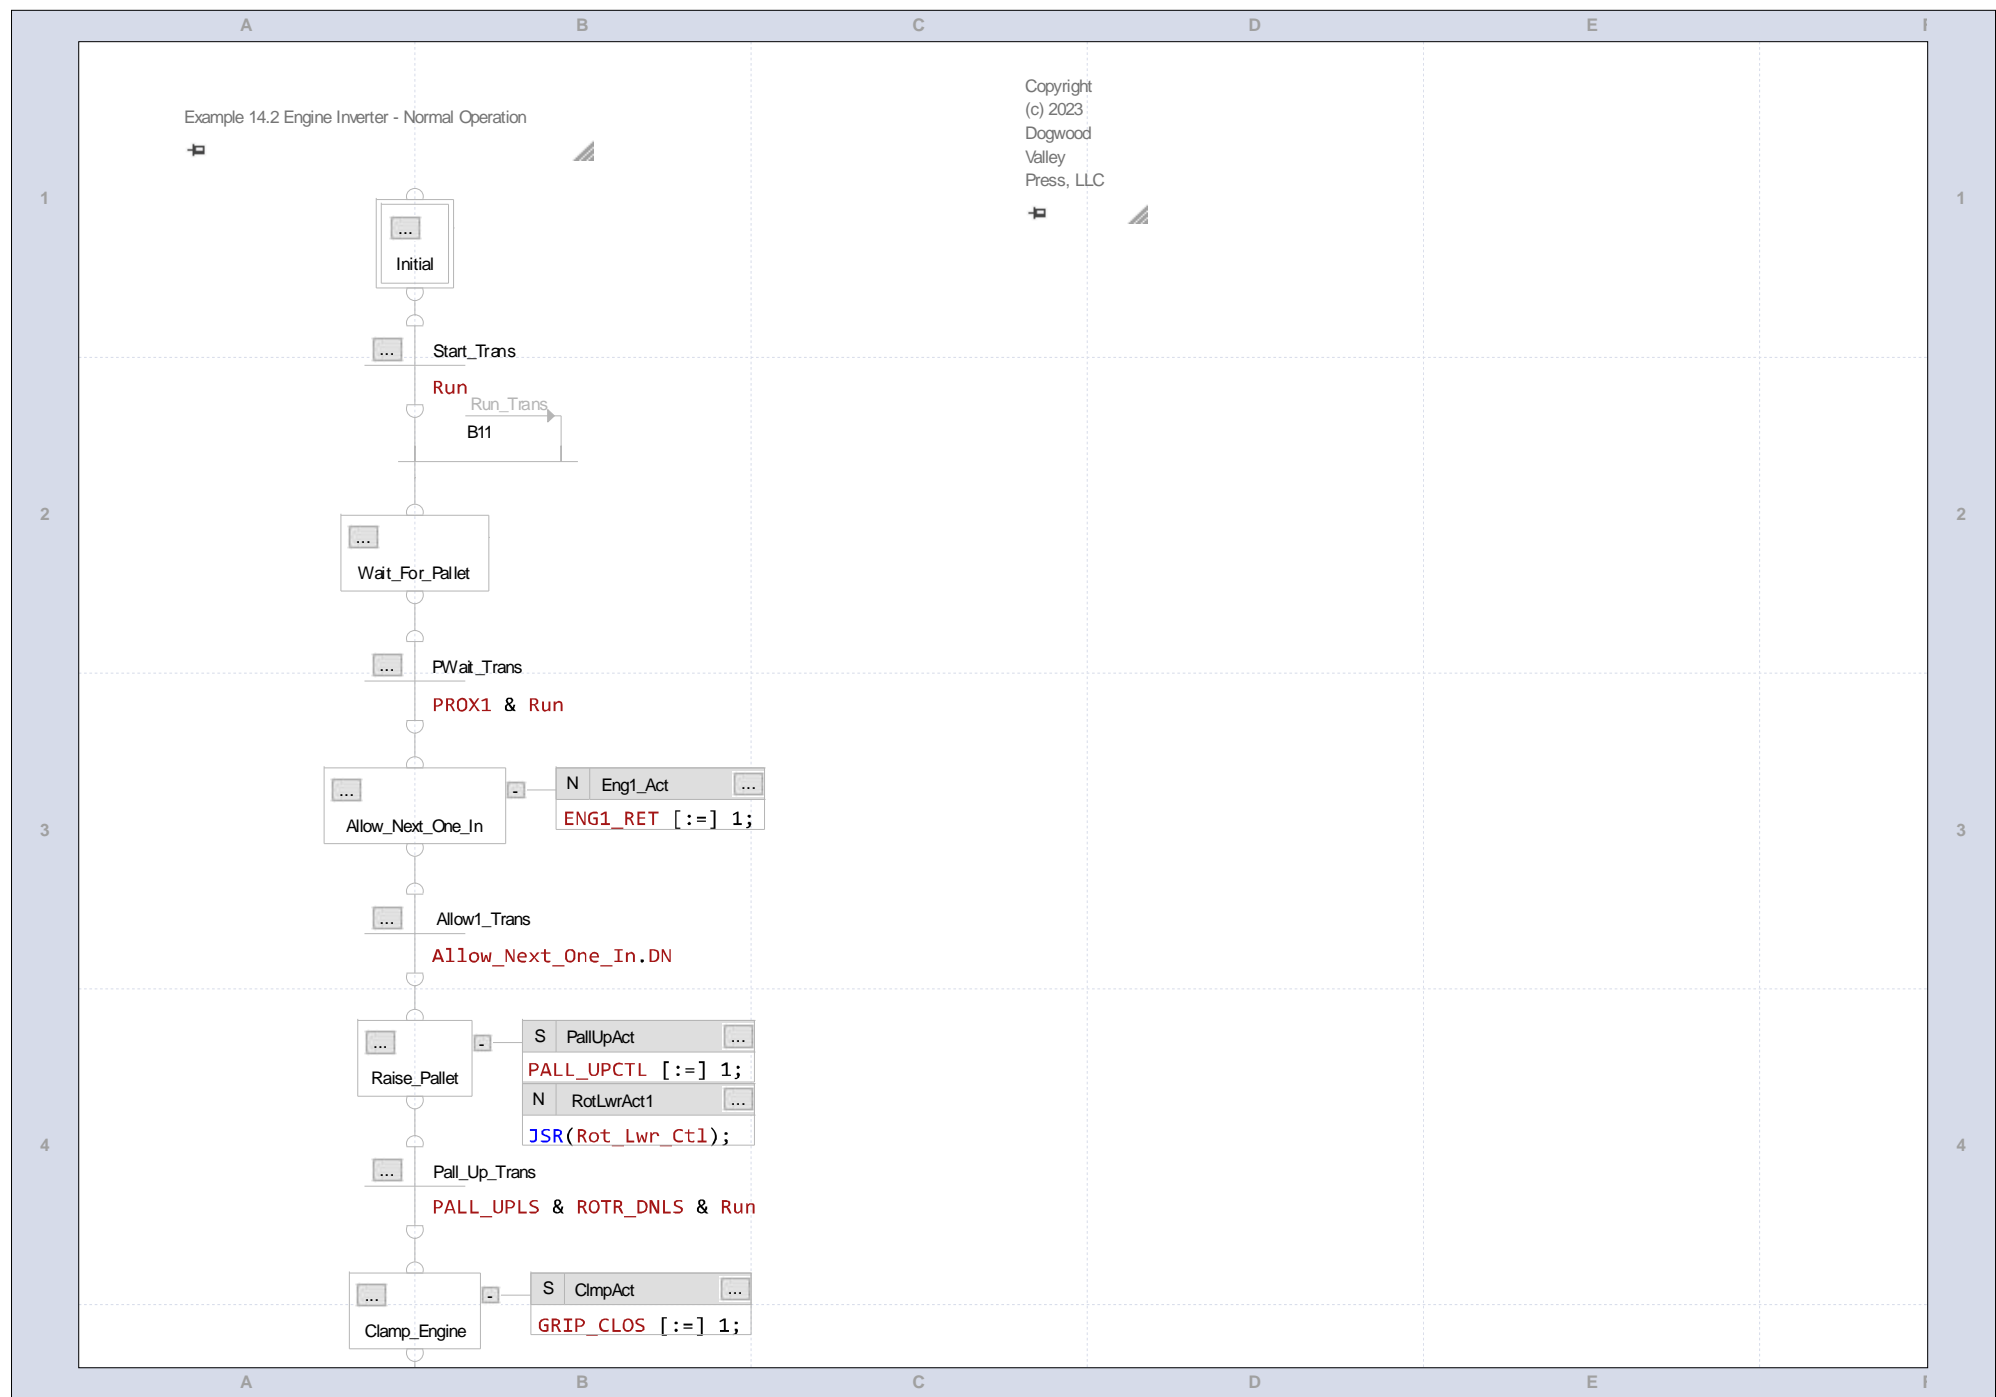 A B C D E F
Copyright
(c) 2023
Dogwood
Valley
Press, LLC
Example 14.2 Engine Inverter - Normal Operation
1 1
...
Initial
... Start_Trans
Run
Run_Trans
B11
2 2
...
Wait_For_Pallet
... PWait_Trans
PROX1 & Run
... - N Eng1_Act ...
ENG1_RET [:=] 1;
Allow_Next_One_In
3 3
... Allow1_Trans
Allow_Next_One_In.DN
... - S PallUpAct ...
PALL_UPCTL [:=] 1;
Raise_Pallet
N RotLwrAct1 ...
JSR(Rot_Lwr_Ctl);
4 4
... Pall_Up_Trans
PALL_UPLS & ROTR_DNLS & Run
... - S ClmpAct ...
GRIP_CLOS [:=] 1;
Clamp_Engine
A B C D E F